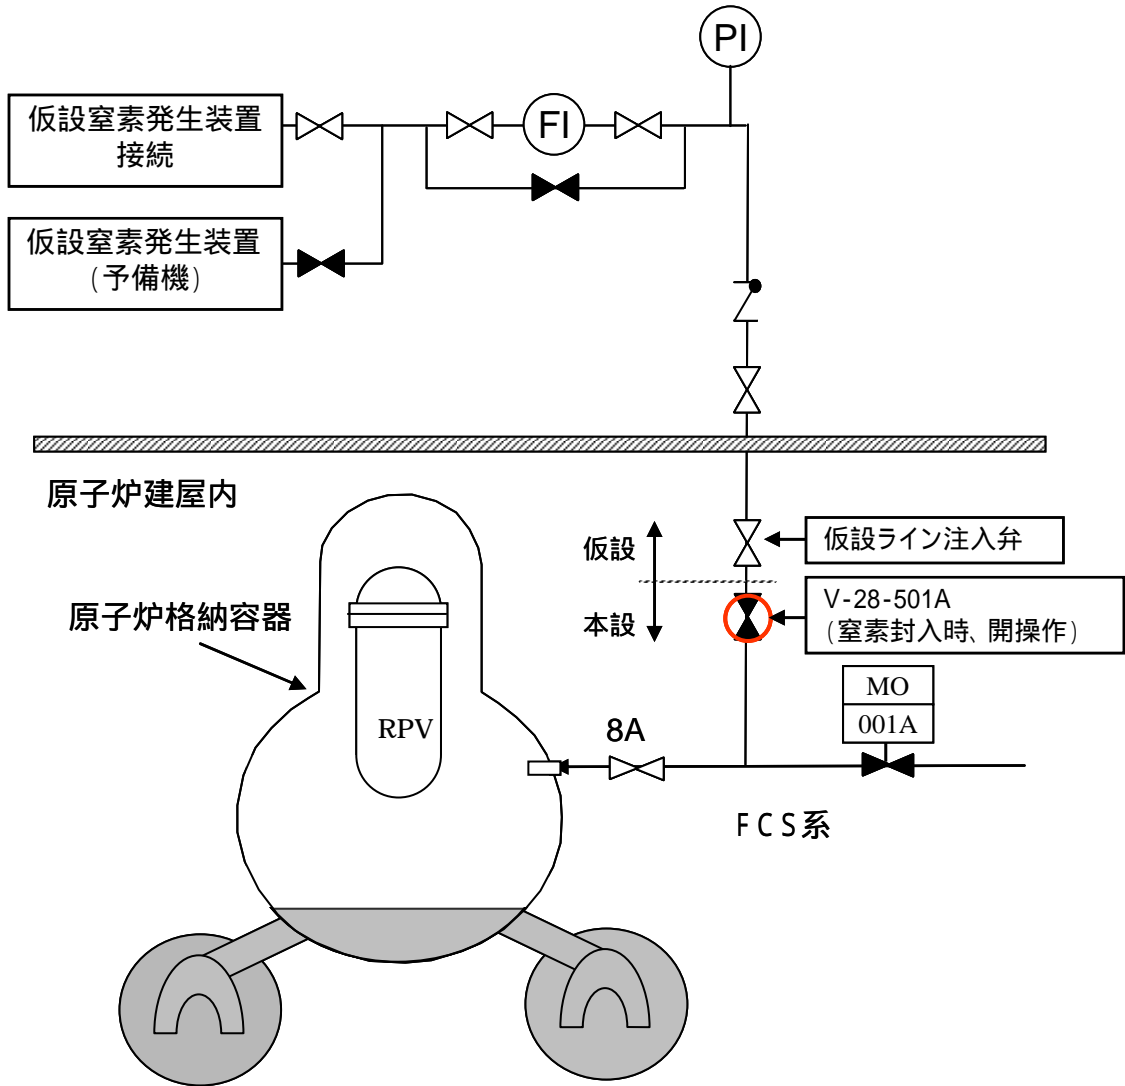 PI
仮設窒素発生装置
接続
FI
仮設窒素発生装置
(予備機)
原子炉建屋内
仮設
仮設ライン注入弁
原子炉格納容器
本設
V-28-501A
(窒素封入時、開操作)
MO
001A
RPV
8A
FCS系